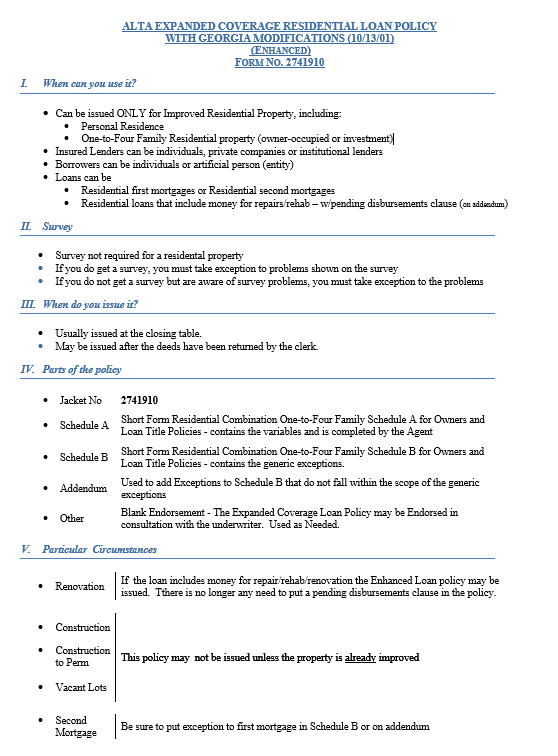 ALTA EXPANDED COVERAGE RESIDENTIAL LOAN POLICY
WITH GEORGIA MODIFICATIONS (10/13/01)
(ENHANCED)
FORM NO. 2741910
I. When can you use it?
• Can be issued ONLY for Improved Residential Property, including:
• Personal Residence
• One-to-Four Family Residential property (owner-occupied or investment)
• Insured Lenders can be individuals, private companies or institutional lenders
• Borrowers can be individuals or artificial person (entity)
• Loans can be
• Residential first mortgages or Residential second mortgages
• Residential loans that include money for repairs/rehab – w/pending disbursements clause (on addendum)
II. Survey
• Survey not required for a residental property
• If you do get a survey, you must take exception to problems shown on the survey
• If you do not get a survey but are aware of survey problems, you must take exception to the problems
III. When do you issue it?
• Usually issued at the closing table.
• May be issued after the deeds have been returned by the clerk.
IV. Parts of the policy
• Jacket No 2741910
• Schedule A Short Form Residential Combination One-to-Four Family Schedule A for Owners and
Loan Title Policies - contains the variables and is completed by the Agent
• Schedule B Short Form Residential Combination One-to-Four Family Schedule B for Owners and
Loan Title Policies - contains the generic exceptions.
• Addendum Used to add Exceptions to Schedule B that do not fall within the scope of the generic
exceptions
• Other Blank Endorsement - The Expanded Coverage Loan Policy may be Endorsed in
consultation with the underwriter. Used as Needed.
V. Particular Circumstances
• Renovation If the loan includes money for repair/rehab/renovation the Enhanced Loan policy may be
issued. Tthere is no longer any need to put a pending disbursements clause in the policy.
• Construction
• Construction
to Perm This policy may not be issued unless the property is already improved
• Vacant Lots
• Second
Mortgage Be sure to put exception to first mortgage in Schedule B or on addendum